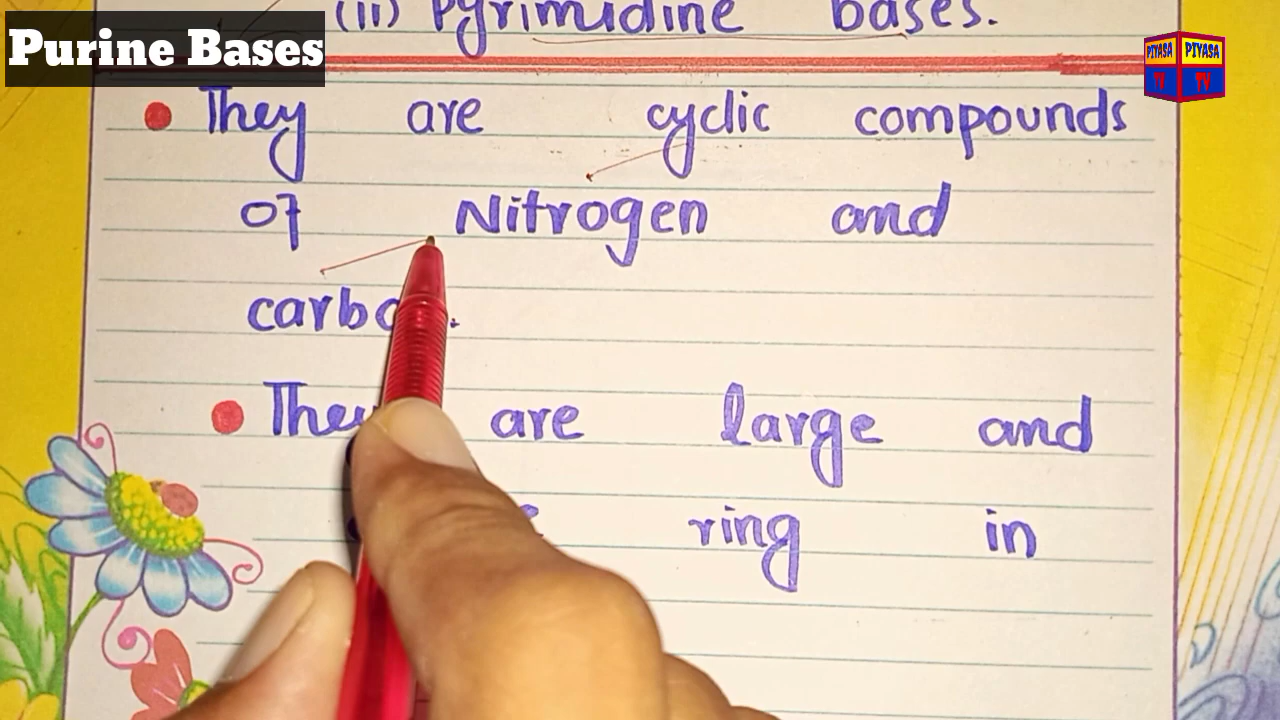 (ii) Pyrimidine bases.
Purine Bases
PIYASA PIYASA
TV TV
They are cyclic compounds
of Nitrogen and
They are large and
ring in